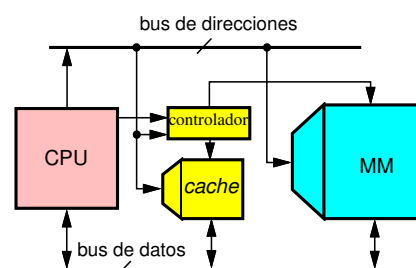 bus de direcciones
controlador
CPU
cache
MM
bus de datos